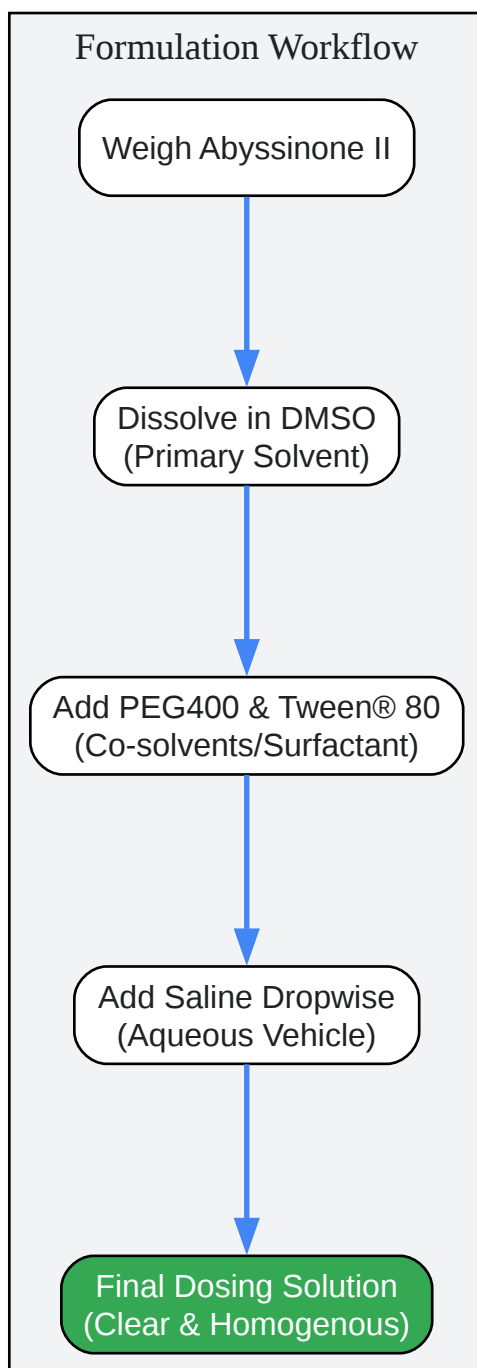 Formulation Workflow
Weigh Abyssinone II
Dissolve in DMSO
(Primary Solvent)
Add PEG400 & Tween® 80
(Co-solvents/Surfactant)
Add Saline Dropwise
(Aqueous Vehicle)
Final Dosing Solution
(Clear & Homogenous)